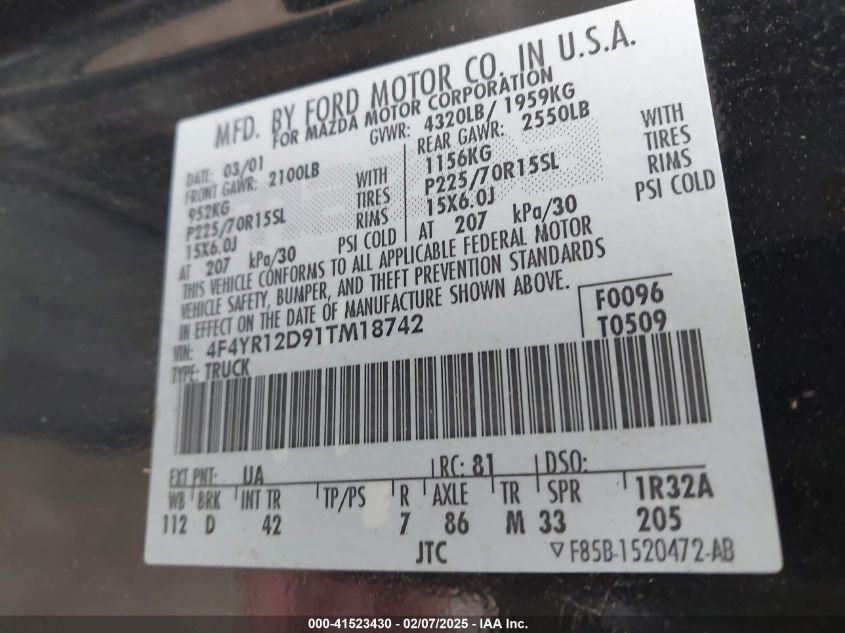 MFD. BY FORD MOTOR CO. IN U.S.A.
FOR MAZDA MOTOR CORPORATION
DATE: 03/01 GVWR: 4320LB/ 1959KG
FRONT GAWR: 2100LB REAR GAWR: 2550LB
952KG WITH 1156KG WITH
P225/70R15SL TIRES P225/70R15SL TIRES
15X6.0J RIMS 15X6.0J RIMS
AT 207 kPa/30 PSI COLD AT 207 kPa/30 PSI COLD
THIS VEHICLE CONFORMS TO ALL APPLICABLE FEDERAL MOTOR
VEHICLE SAFETY, BUMPER, AND THEFT PREVENTION STANDARDS
IN EFFECT ON THE DATE OF MANUFACTURE SHOWN ABOVE.
VIN: 4F4YR12D91TM18742 F0096
TYPE: TRUCK T0509
EXT PNT: UA RC: 81 DSO:
WB BRK INT TR TP/PS R AXLE TR SPR 1R32A
112 D 42 7 86 M 33 205
JTC ▽ F85B-1520472-AB
000-41523430 - 02/07/2025 - IAA Inc.